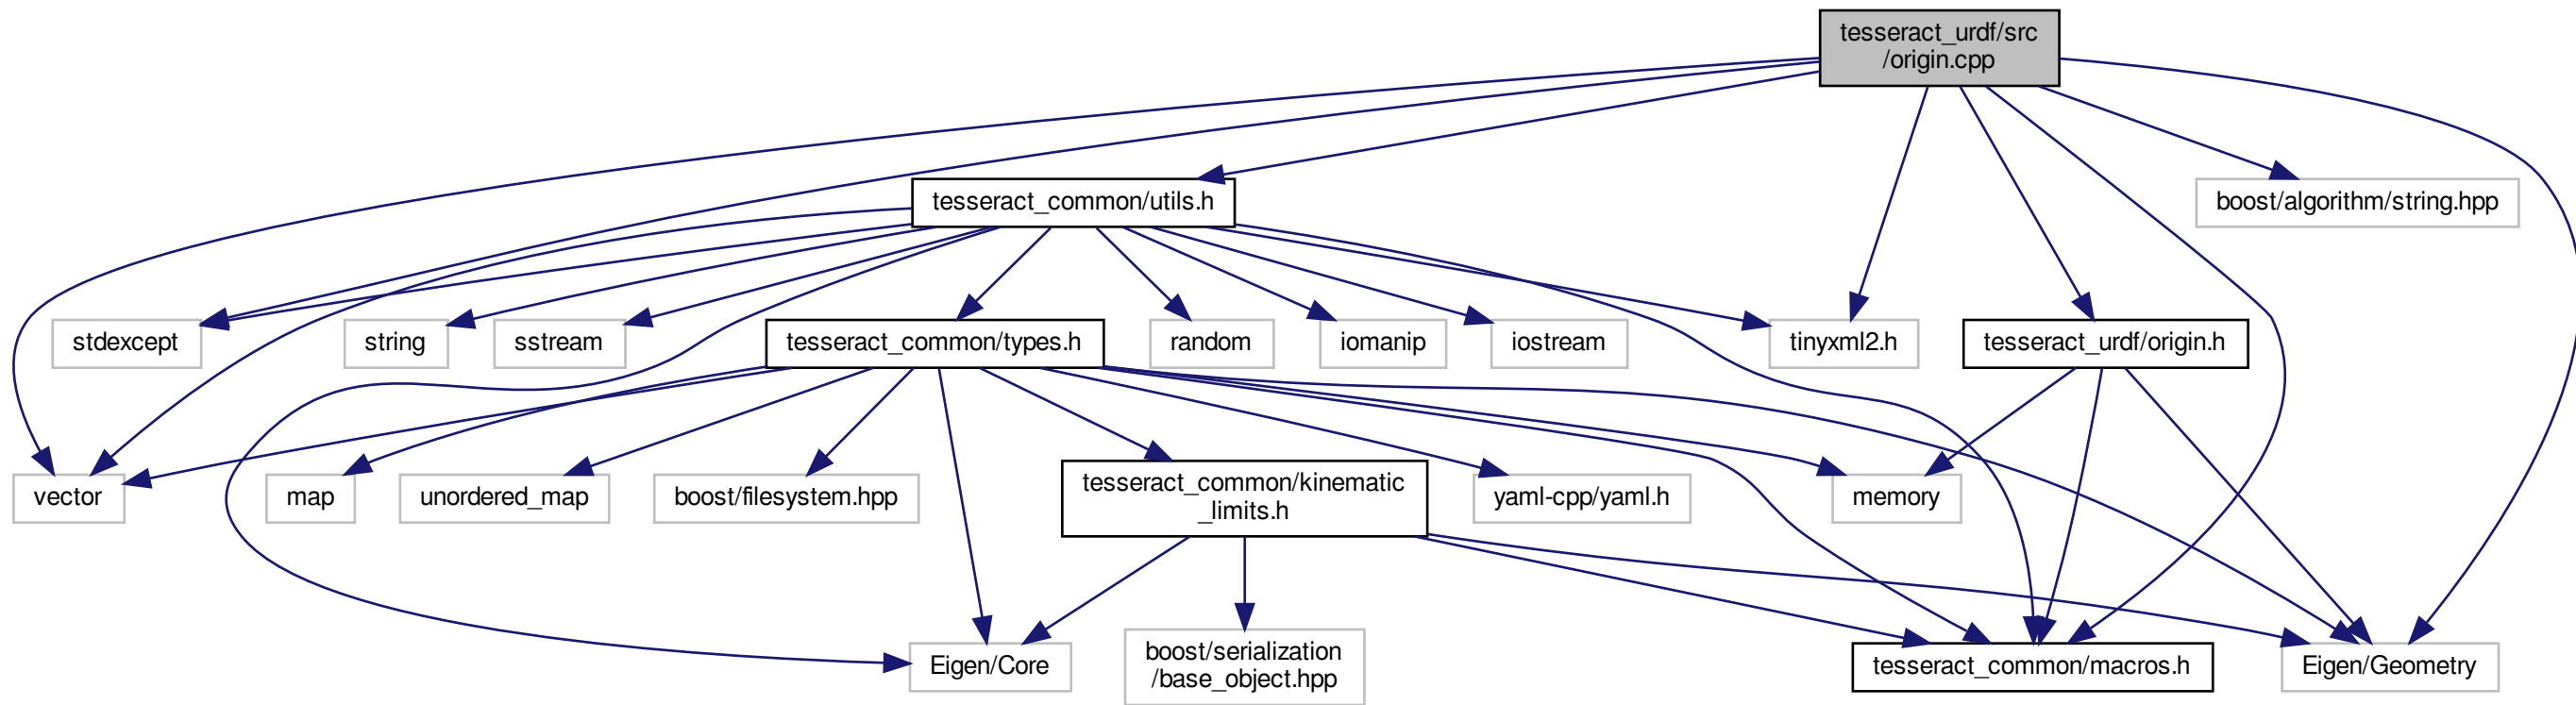 tesseract_urdf/src
/origin.cpp
tesseract_common/utils.h
boost/algorithm/string.hpp
stdexcept
string
sstream
tesseract_common/types.h
random
iomanip
iostream
tinyxml2.h
tesseract_urdf/origin.h
vector
map
unordered_map
boost/filesystem.hpp
tesseract_common/kinematic
_limits.h
yaml-cpp/yaml.h
memory
Eigen/Core
boost/serialization
/base_object.hpp
tesseract_common/macros.h
Eigen/Geometry